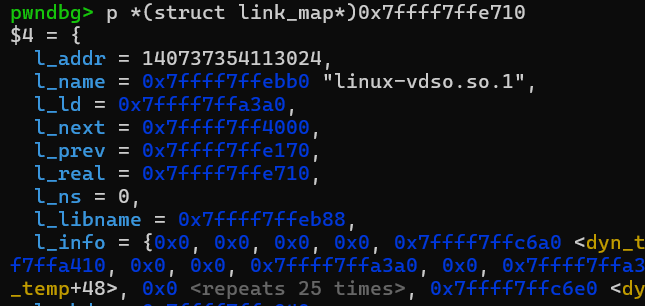 pwndbg> p *(struct link_map*)0x7ffff7ffe710
$4 = {
  l_addr = 140737354113024,
  l_name = 0x7ffff7ffebb0 "linux-vdso.so.1",
  l_ld = 0x7ffff7ffa3a0,
  l_next = 0x7ffff7ff4000,
  l_prev = 0x7ffff7ffe170,
  l_real = 0x7ffff7ffe710,
  l_ns = 0,
  l_libname = 0x7ffff7ffeb88,
  l_info = {0x0, 0x0, 0x0, 0x0, 0x7ffff7ffc6a0 <dyn_t
f7ffa410, 0x0, 0x0, 0x7ffff7ffa3a0, 0x0, 0x7ffff7ffa3
_temp+48>, 0x0 <repeats 25 times>, 0x7ffff7ffc6e0 <dy